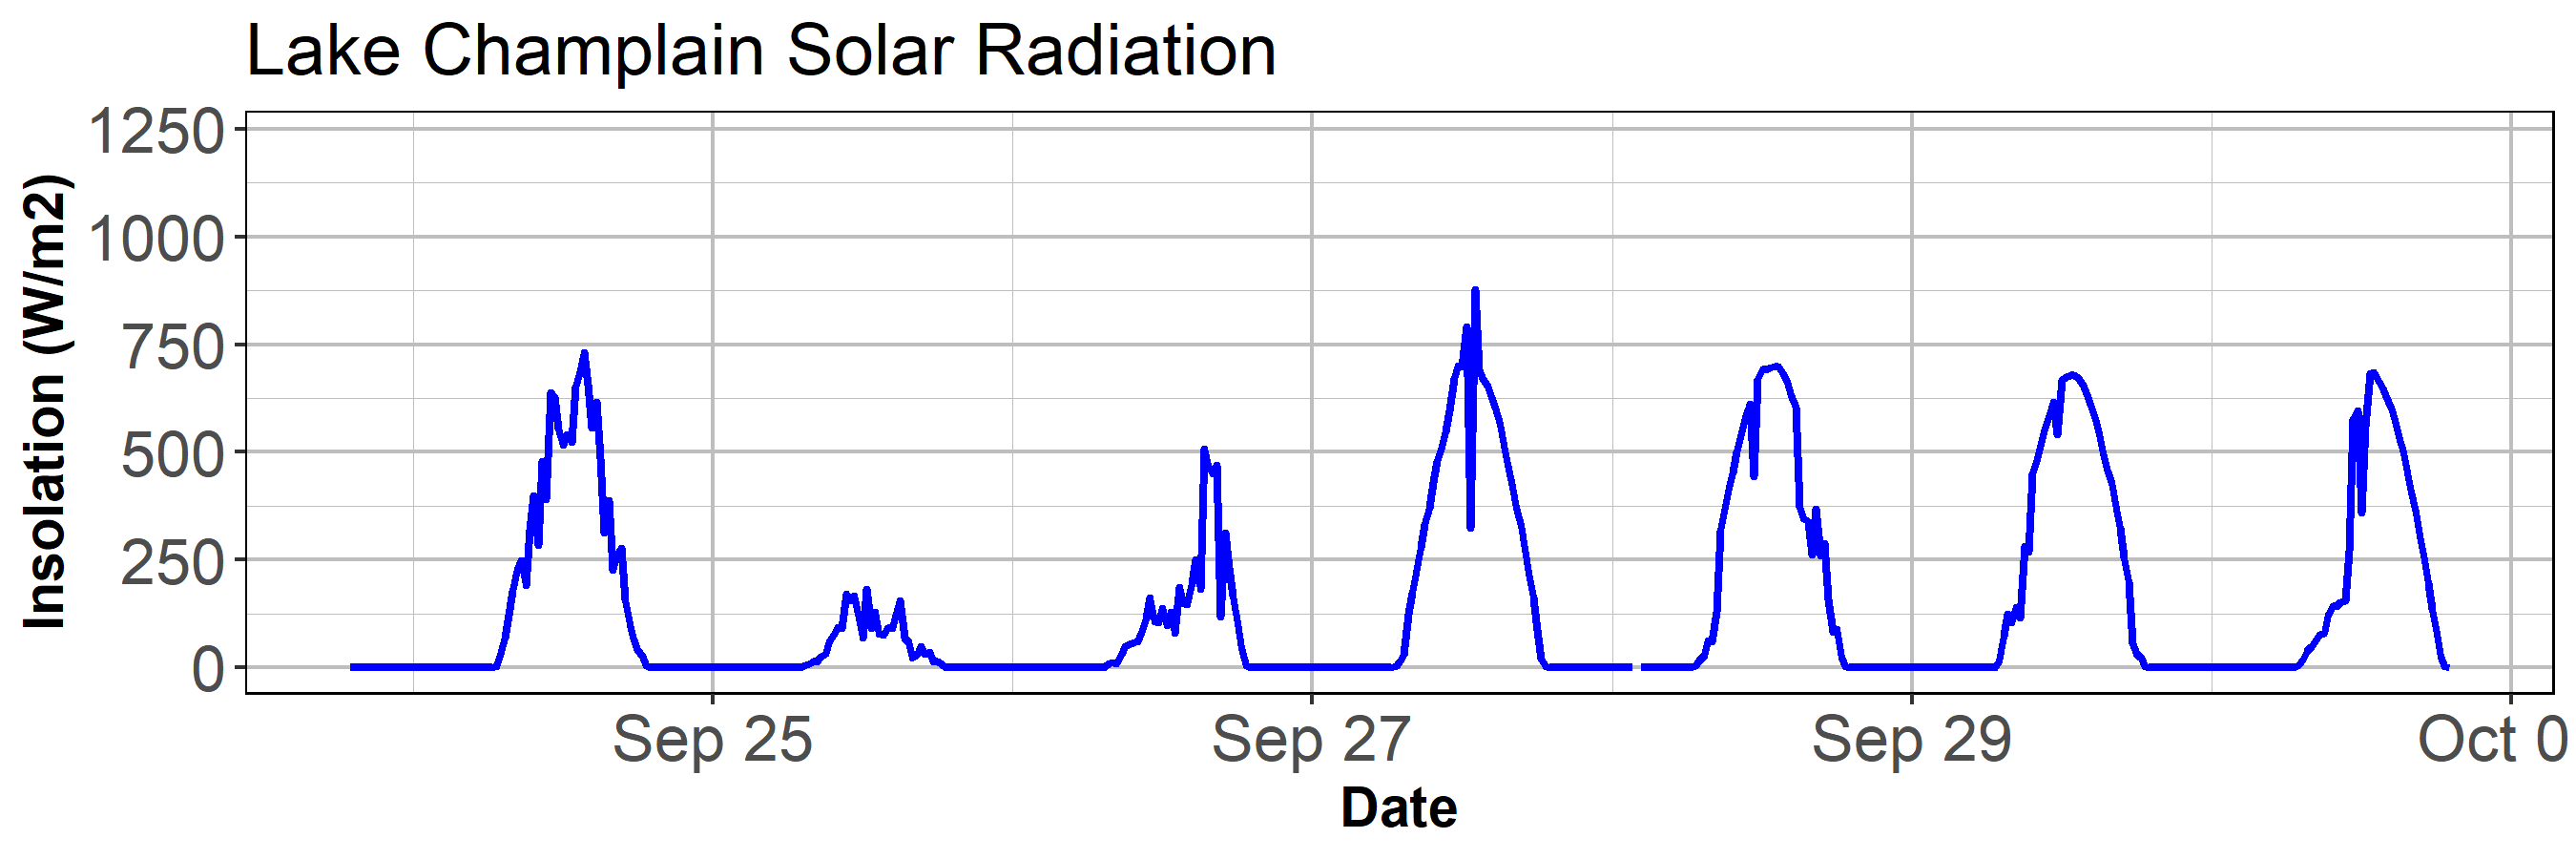 Lake Champlain Solar Radiation
1250
1000
750
500
250
0
Insolation (W/m2)
Sep 25 Sep 27 Sep 29 Oct 0
Date